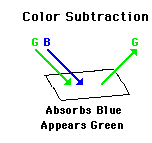 Color Subtraction
G B G
Absorbs Blue
Appears Green